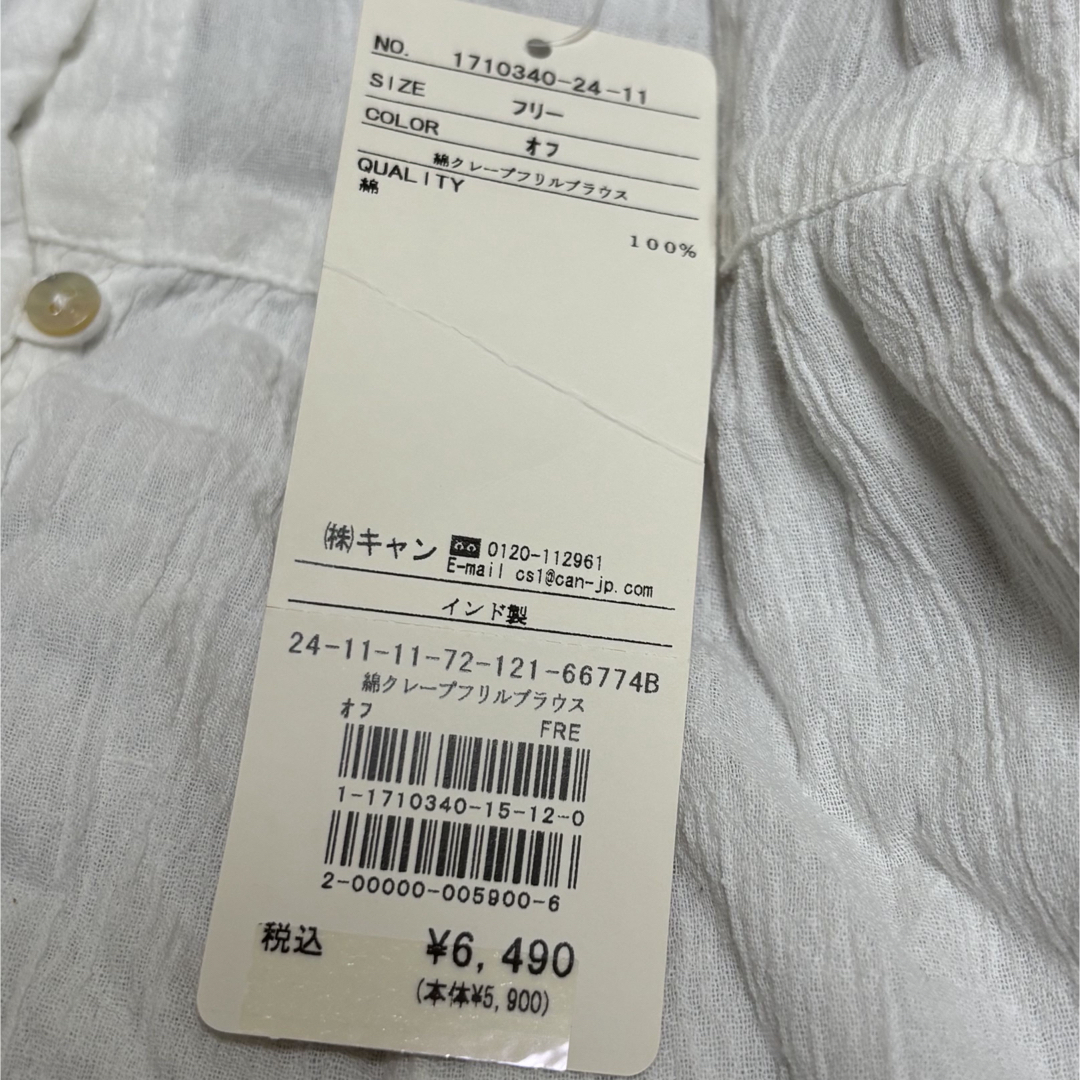 NO. 1710340-24-11
SIZE フリー
COLOR オフ
綿クレープフリルブラウス
QUALITY
綿
100%
㈱キャン 0120-112961
E-mail cs1@can-jp.com
インド製
24-11-11-72-121-66774B
綿クレープフリルブラウス
オフ
FRE
1-1710340-15-12-0
2-00000-005900-6
税込 ¥6,490
(本体¥5,900)